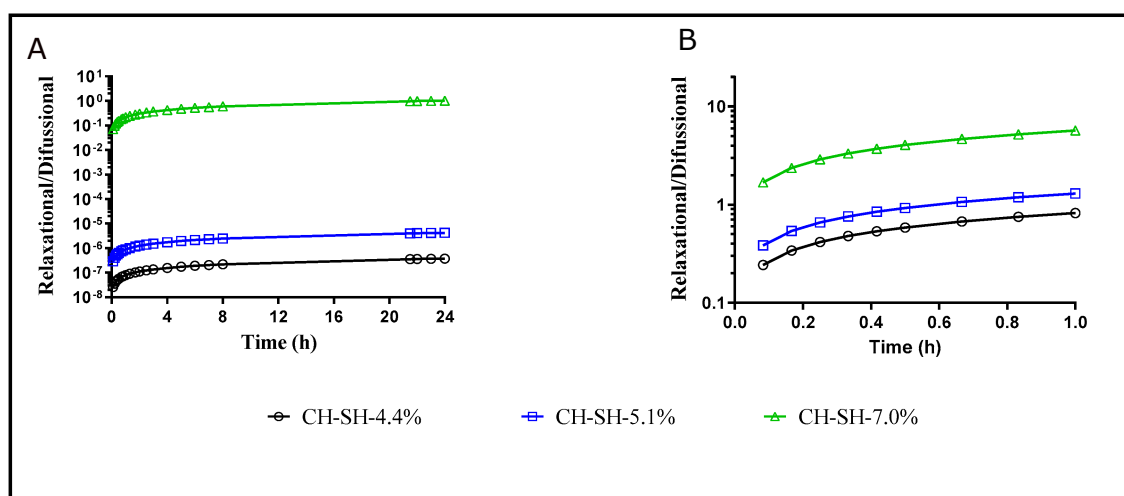 A
B
Relaxational/Difussional
10^1
10^0
10^-1
10^-2
10^-3
10^-4
10^-5
10^-6
10^-7
10^-8
0 4 8 12 16 20 24
Time (h)
Relaxational/Difussional
10
1
0.1
0.0 0.2 0.4 0.6 0.8 1.0
Time (h)
CH-SH-4.4% CH-SH-5.1% CH-SH-7.0%